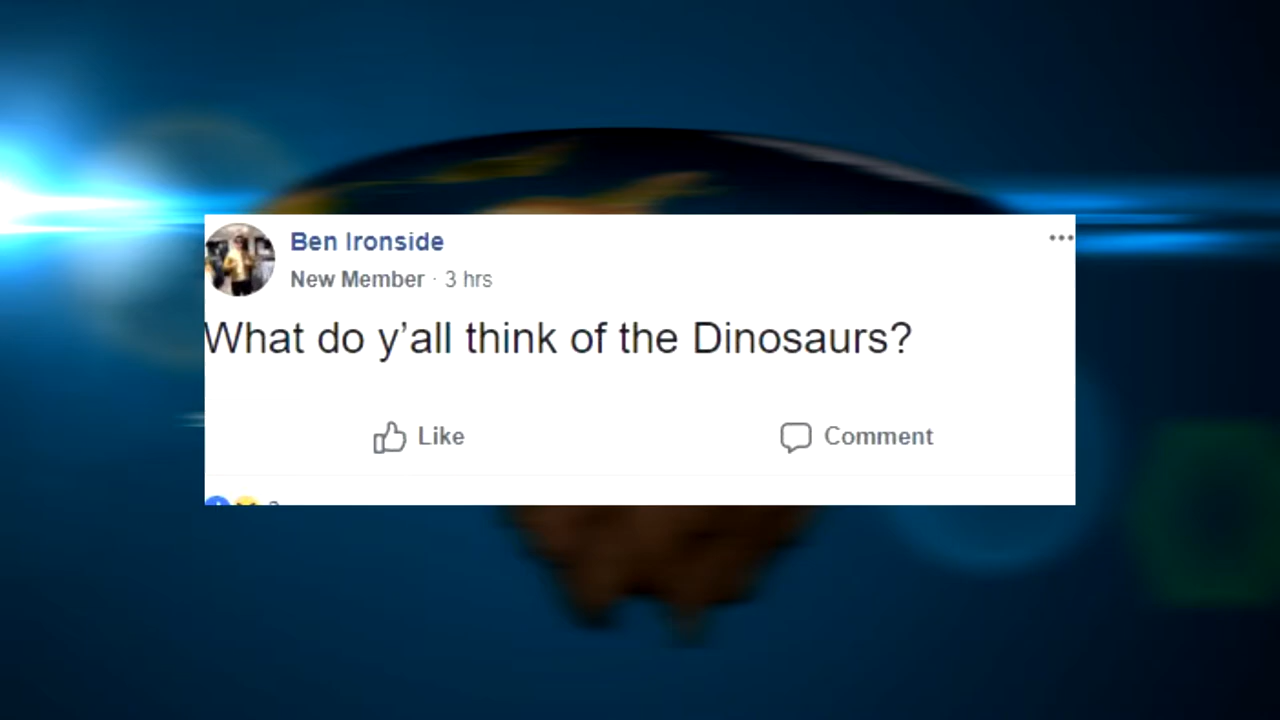 Ben Ironside
New Member · 3 hrs
What do y’all think of the Dinosaurs?
Like Comment